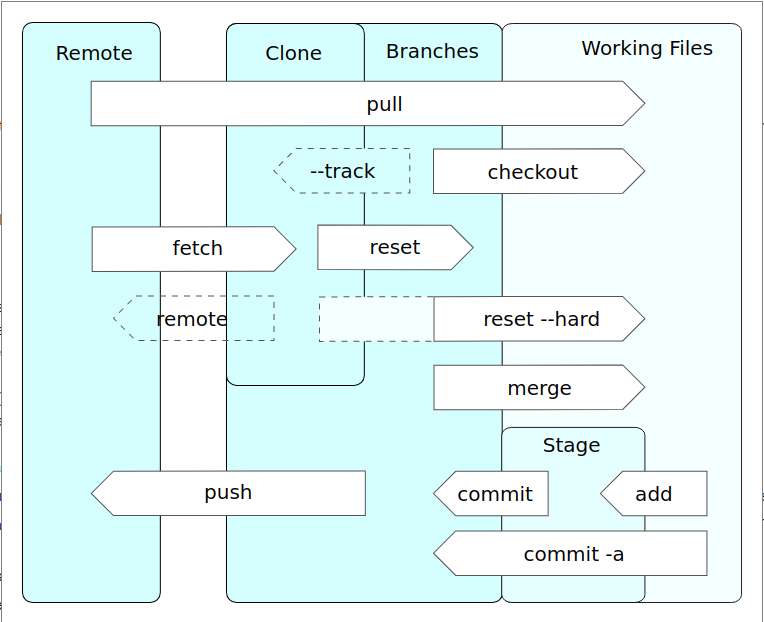 Remote
Clone
Branches
Working Files
pull
--track
checkout
fetch
reset
remote
reset --hard
merge
Stage
push
commit
add
commit -a